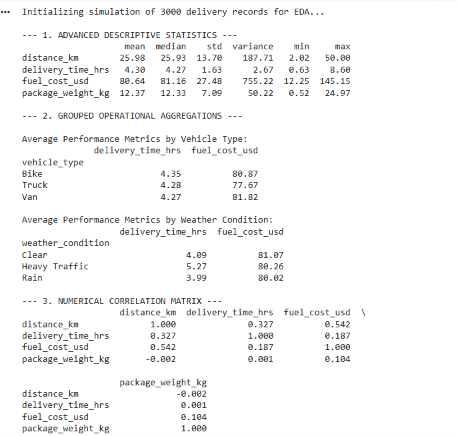 ••• Initializing simulation of 3000 delivery records for EDA...
--- 1. ADVANCED DESCRIPTIVE STATISTICS ---
mean median std variance min max
distance_km 25.98 25.93 13.70 187.71 2.02 50.00
delivery_time_hrs 4.30 4.27 1.63 2.67 0.63 8.60
fuel_cost_usd 80.64 81.16 27.48 755.22 12.25 145.15
package_weight_kg 12.37 12.33 7.09 50.22 0.52 24.97
--- 2. GROUPED OPERATIONAL AGGREGATIONS ---
Average Performance Metrics by Vehicle Type:
delivery_time_hrs fuel_cost_usd
vehicle_type
Bike 4.35 80.87
Truck 4.28 77.67
Van 4.27 81.82
Average Performance Metrics by Weather Condition:
delivery_time_hrs fuel_cost_usd
weather_condition
Clear 4.09 81.07
Heavy Traffic 5.27 80.26
Rain 3.99 80.02
--- 3. NUMERICAL CORRELATION MATRIX ---
distance_km delivery_time_hrs fuel_cost_usd \
distance_km 1.000 0.327 0.542
delivery_time_hrs 0.327 1.000 0.187
fuel_cost_usd 0.542 0.187 1.000
package_weight_kg -0.002 0.001 0.104
package_weight_kg
distance_km -0.002
delivery_time_hrs 0.001
fuel_cost_usd 0.104
package_weight_kg 1.000